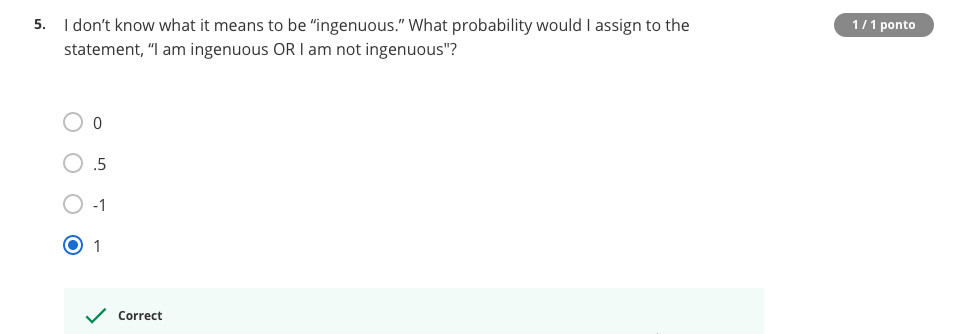 5. I don’t know what it means to be “ingenuous.” What probability would I assign to the
1 / 1 ponto
statement, “I am ingenuous OR I am not ingenuous"?
0
.5
-1
1
Correct